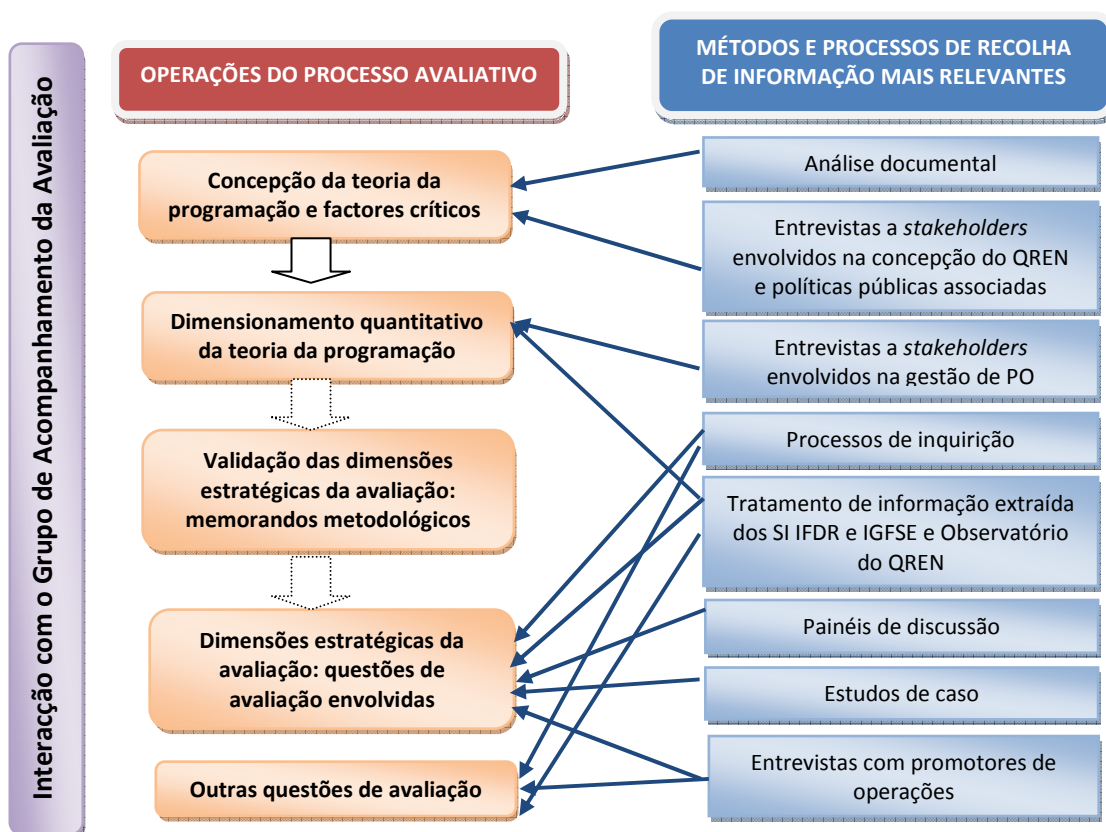 Interacção com o Grupo de Acompanhamento da Avaliação
OPERAÇÕES DO PROCESSO AVALIATIVO
Concepção da teoria da
programação e factores críticos
Dimensionamento quantitativo
da teoria da programação
Validação das dimensões
estratégicas da avaliação:
memorandos metodológicos
Dimensões estratégicas da
avaliação: questões de
avaliação envolvidas
Outras questões de avaliação
MÉTODOS E PROCESSOS DE RECOLHA
DE INFORMAÇÃO MAIS RELEVANTES
Análise documental
Entrevistas a stakeholders
envolvidos na concepção do QREN
e políticas públicas associadas
Entrevistas a stakeholders
envolvidos na gestão de PO
Processos de inquirição
Tratamento de informação extraída
dos SI IFDR e IGFSE e Observatório
do QREN
Painéis de discussão
Estudos de caso
Entrevistas com promotores de
operações